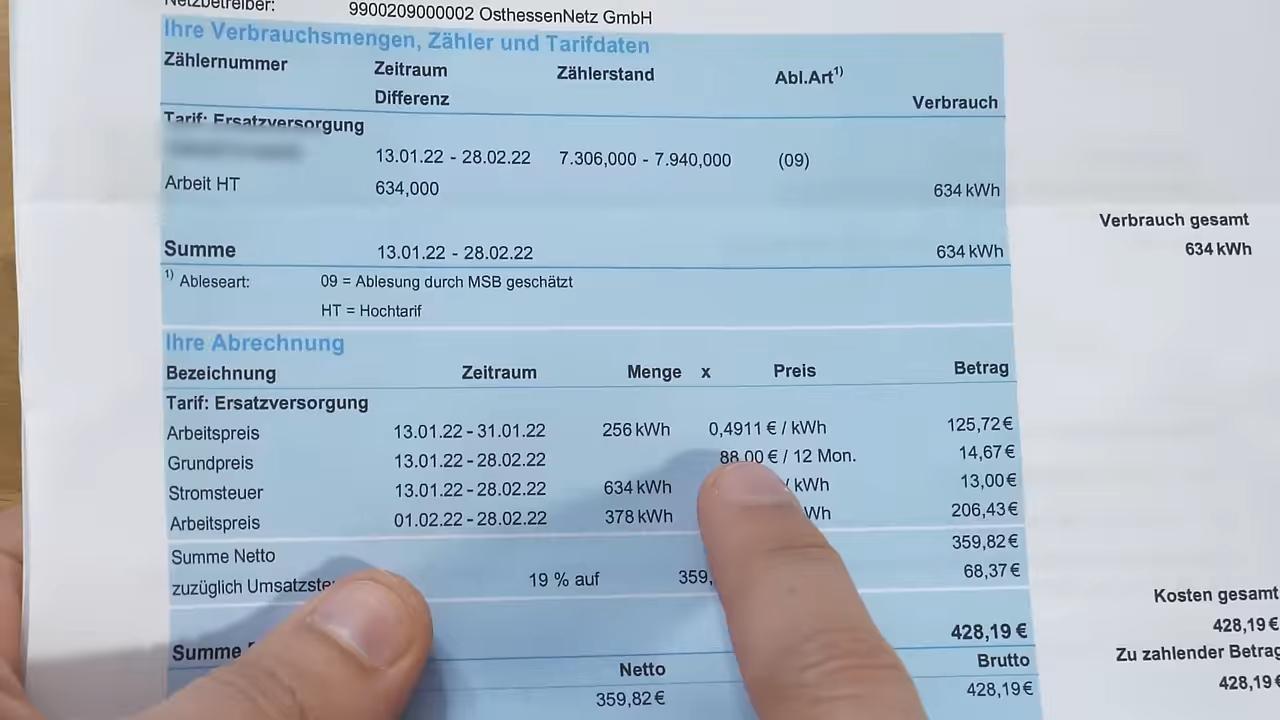 Netzbetreiber: 9900209000002 OsthessenNetz GmbH
Ihre Verbrauchsmengen, Zähler und Tarifdaten
Zählernummer Zeitraum Zählerstand Abl.Art1)
Differenz Verbrauch
Tarif: Ersatzversorgung
13.01.22 - 28.02.22 7.306,000 - 7.940,000 (09)
Arbeit HT 634,000 634 kWh
Verbrauch gesamt
Summe 13.01.22 - 28.02.22 634 kWh 634 kWh
1) Ableseart: 09 = Ablesung durch MSB geschätzt
HT = Hochtarif
Ihre Abrechnung
Bezeichnung Zeitraum Menge x Preis Betrag
Tarif: Ersatzversorgung
Arbeitspreis 13.01.22 - 31.01.22 256 kWh 0,4911 € / kWh 125,72 €
Grundpreis 13.01.22 - 28.02.22 88,00 € / 12 Mon. 14,67 €
Stromsteuer 13.01.22 - 28.02.22 634 kWh / kWh 13,00 €
Arbeitspreis 01.02.22 - 28.02.22 378 kWh Wh 206,43 €
Summe Netto 359,82 €
zuzüglich Umsatzste 19 % auf 359, 68,37 €
Kosten gesamt
Summe 428,19 € 428,19 €
Netto Brutto Zu zahlender Betrag
359,82 € 428,19 € 428,19 €